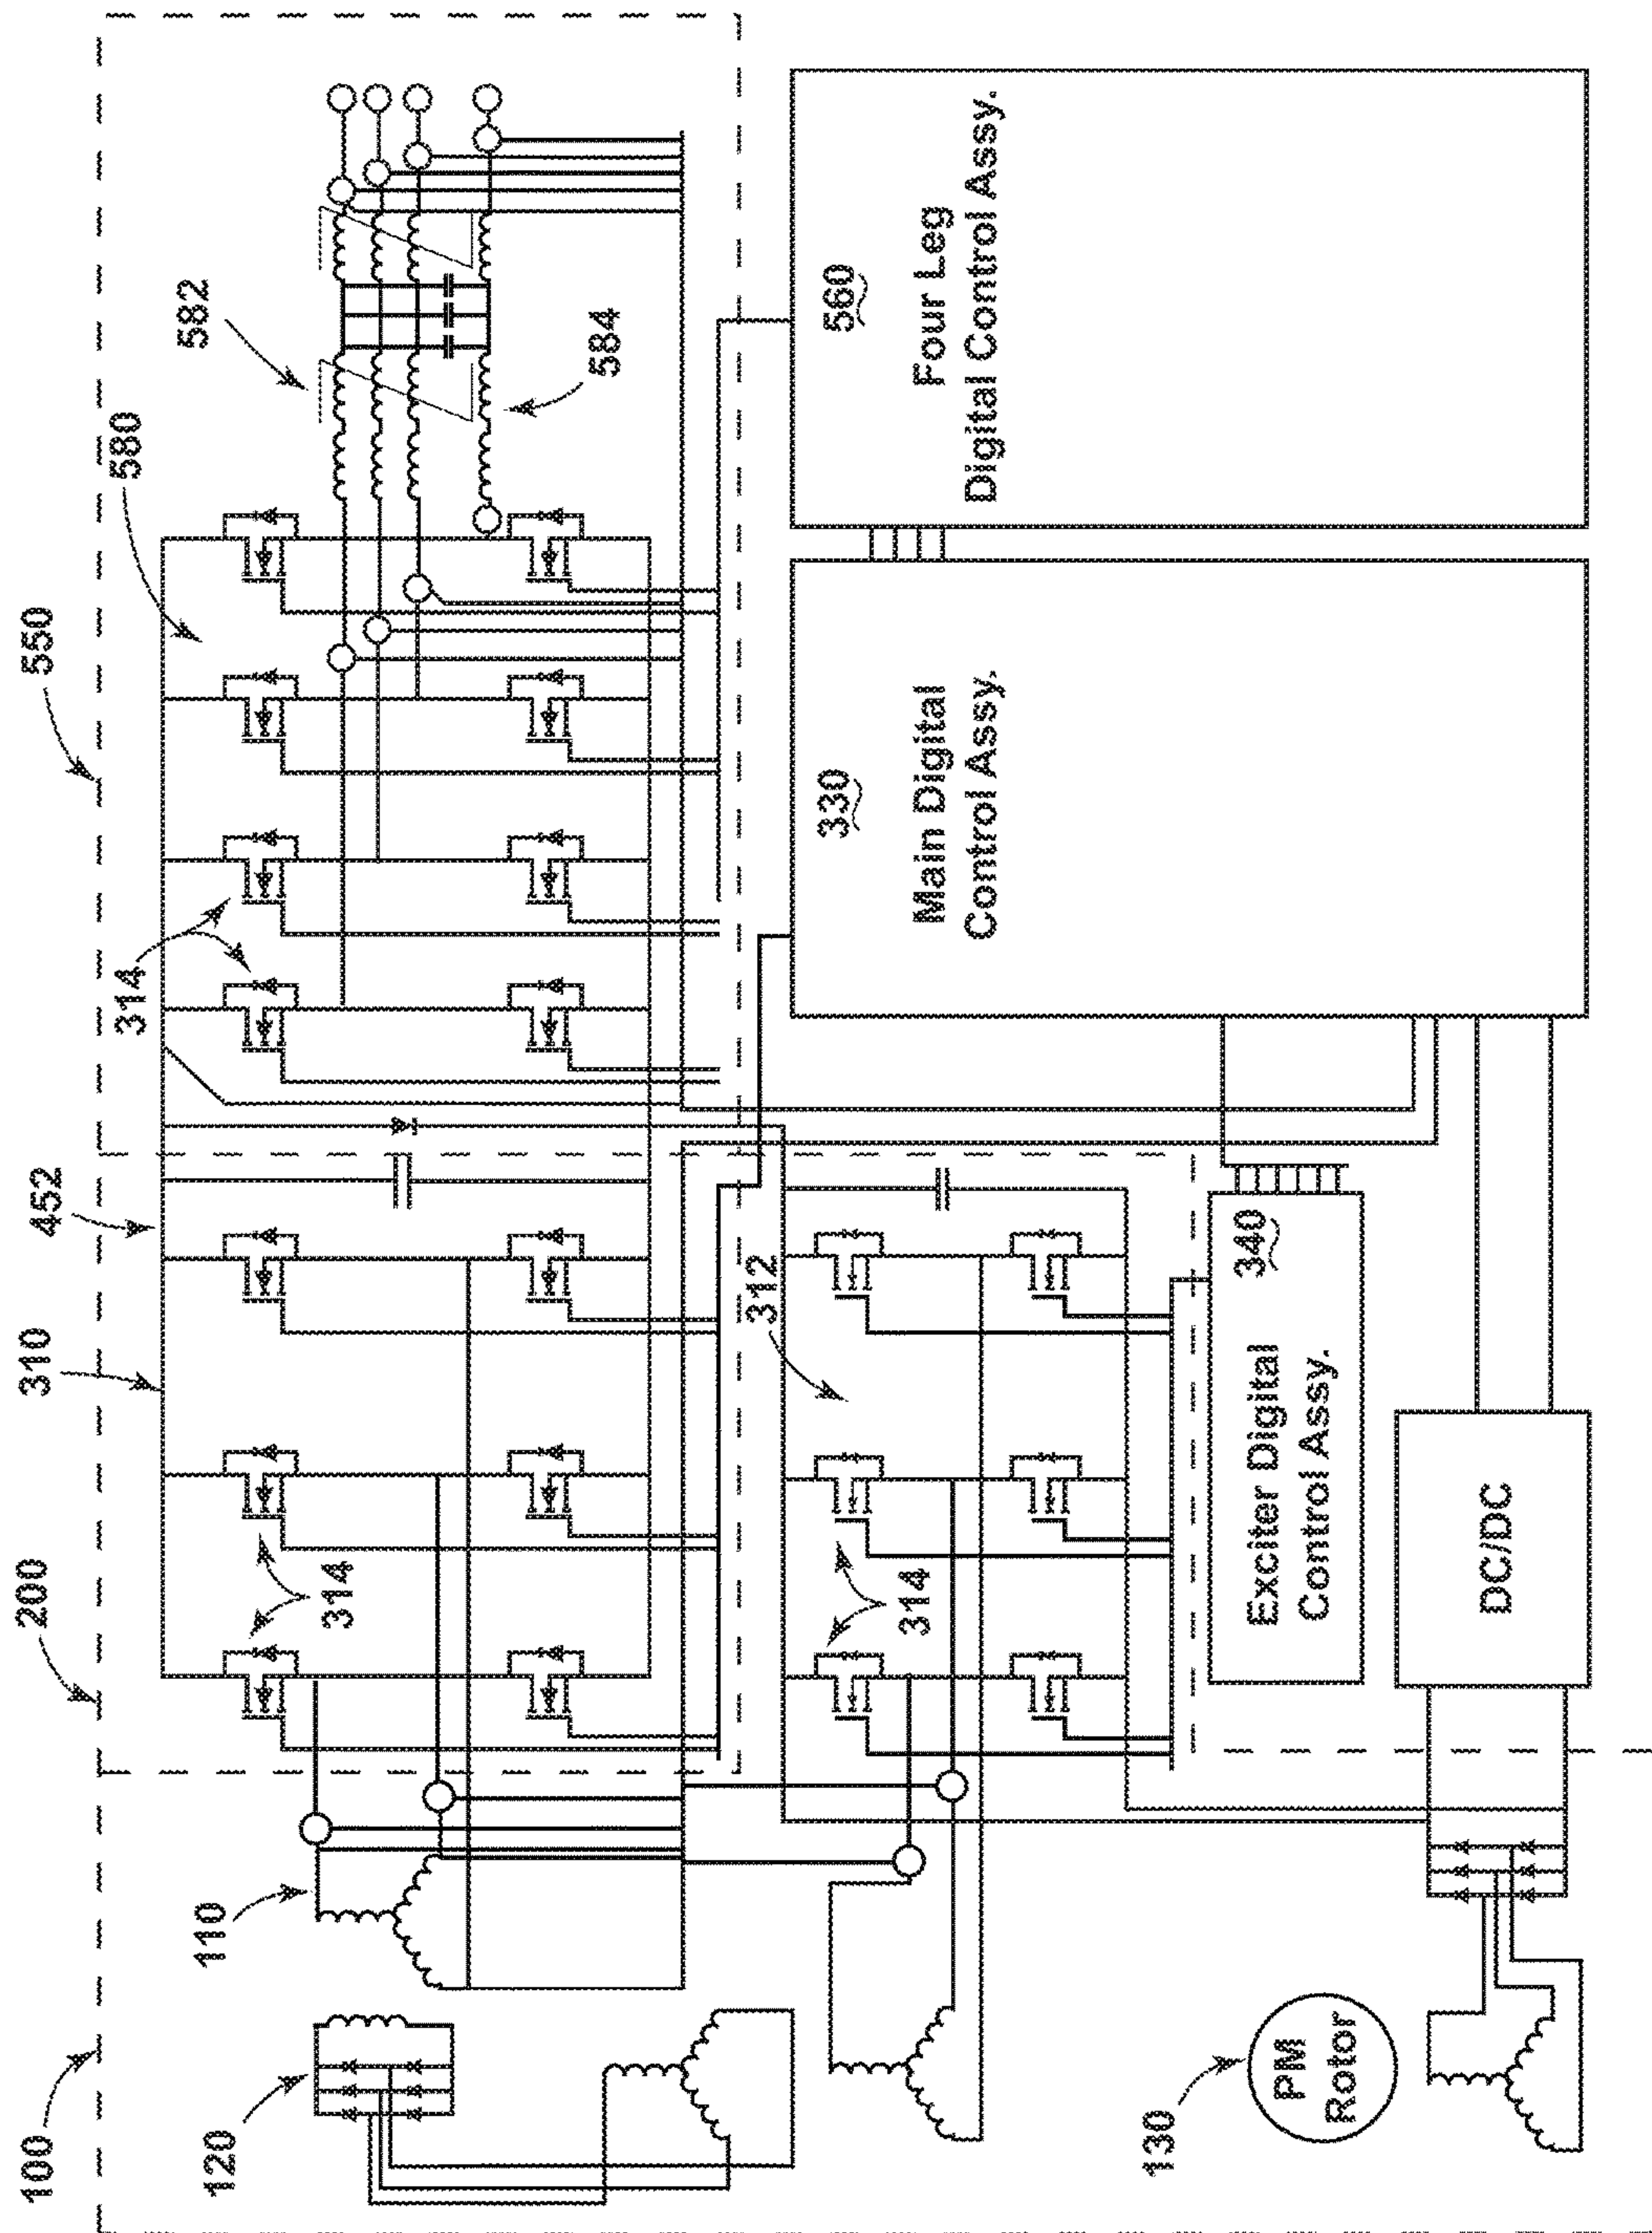 100
200
310
452
550
580
582
584
314
314
110
120
312
314
130
PM
Rotor
DC/DC
340
Exciter Digital
Control Assy.
330
Main Digital
Control Assy.
560
Four Leg
Digital Control Assy.